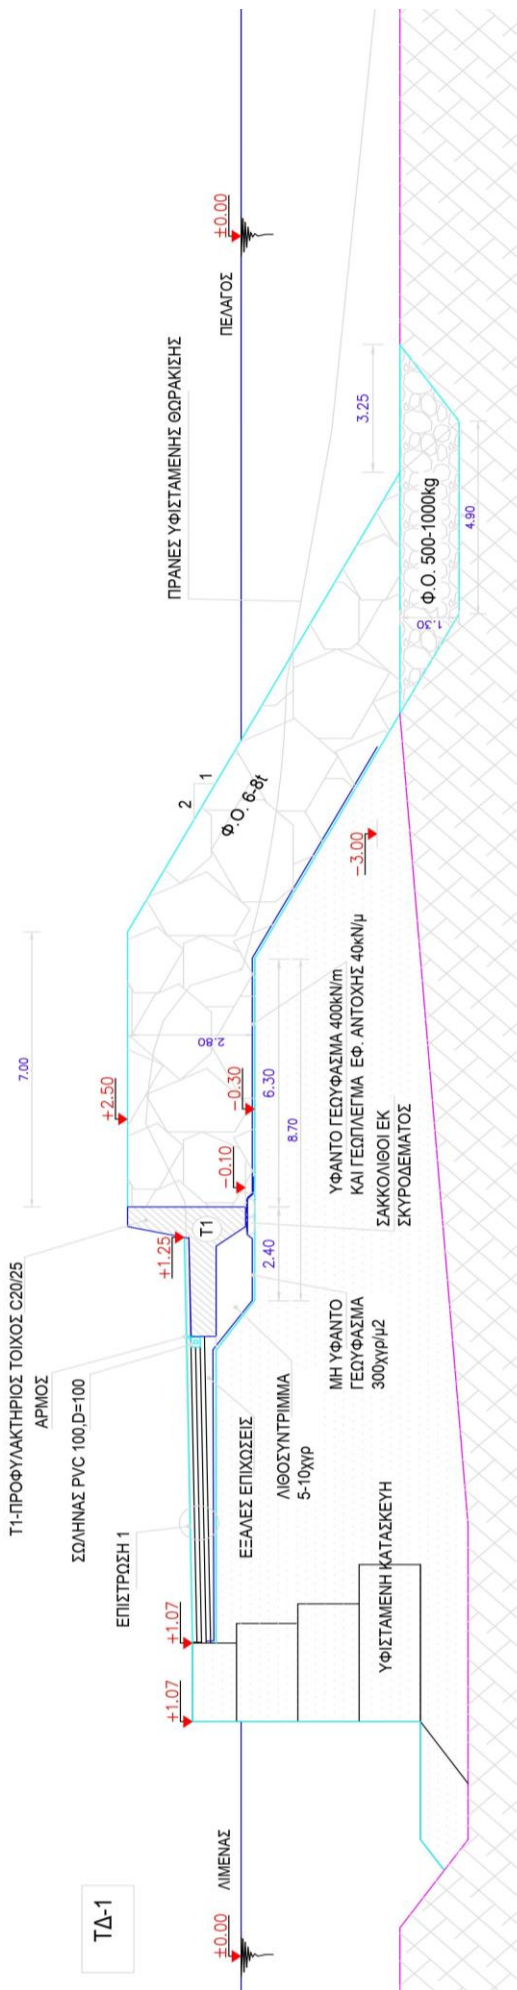 ΤΔ-1
±0.00
ΛΙΜΕΝΑΣ
+1.07
+1.07
ΕΠΙΣΤΡΩΣΗ 1
ΣΩΛΗΝΑΣ PVC 100,D=100
ΑΡΜΟΣ
Τ1-ΠΡΟΦΥΛΑΚΤΗΡΙΟΣ ΤΟΙΧΟΣ C20/25
+1.25
Τ1
+2.50
7.00
2.80
-0.10
-0.30
6.30
2.40
8.70
ΕΞΑΛΕΣ ΕΠΙΧΩΣΕΙΣ
ΛΙΘΟΣΥΝΤΡΙΜΜΑ
5-10χγρ
ΜΗ ΥΦΑΝΤΟ
ΓΕΩΥΦΑΣΜΑ
300χγρ/μ2
ΥΦΑΝΤΟ ΓΕΩΥΦΑΣΜΑ 400kN/m
ΚΑΙ ΓΕΩΠΛΕΓΜΑ ΕΦ. ΑΝΤΟΧΗΣ 40kN/μ
ΣΑΚΚΟΛΙΘΟΙ ΕΚ
ΣΚΥΡΟΔΕΜΑΤΟΣ
ΥΦΙΣΤΑΜΕΝΗ ΚΑΤΑΣΚΕΥΗ
2
1
Φ.Ο. 6-8t
-3.00
ΠΡΑΝΕΣ ΥΦΙΣΤΑΜΕΝΗΣ ΘΩΡΑΚΙΣΗΣ
ΠΕΛΑΓΟΣ
±0.00
3.25
Φ.Ο. 500-1000kg
1.30
4.90